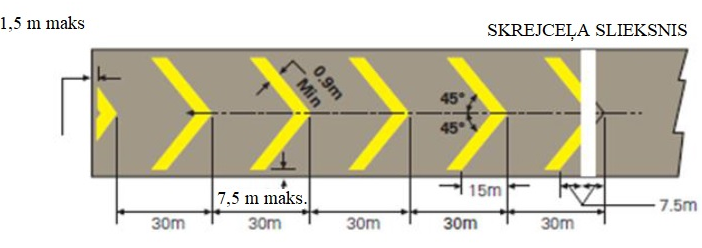 1,5 m maks
SKREJCEĻA SLIEKSNIS
0.9m
Min
45°
45°
15m
7,5 m maks.
7.5m
30m
30m
30m
30m
30m